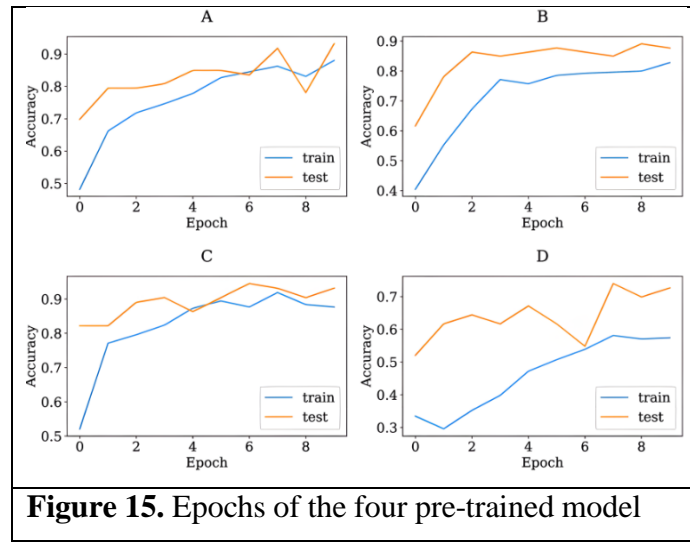 A
0.9
0.8
0.7
0.6
0.5
Accuracy
train
test
0 2 4 6 8
Epoch
B
0.9
0.8
0.7
0.6
0.5
0.4
Accuracy
train
test
0 2 4 6 8
Epoch
C
0.9
0.8
0.7
0.6
0.5
Accuracy
train
test
0 2 4 6 8
Epoch
D
0.7
0.6
0.5
0.4
0.3
Accuracy
train
test
0 2 4 6 8
Epoch
Figure 15. Epochs of the four pre-trained model